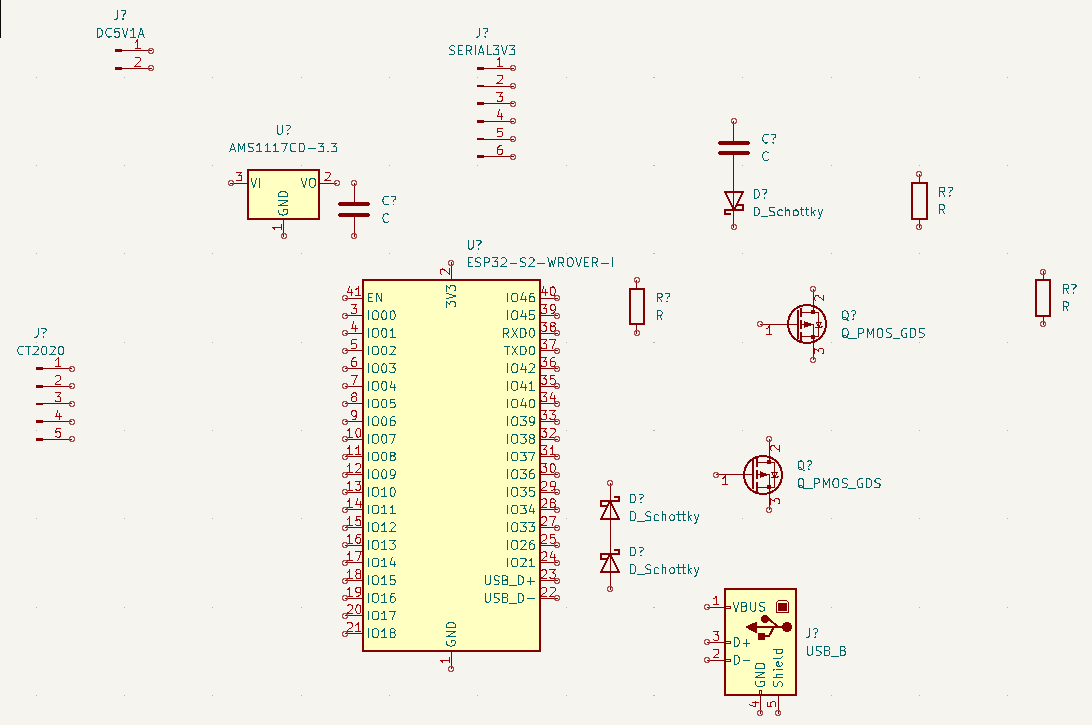 J?
DC5V1A
1
2
J?
SERIAL3V3
1
2
3
4
5
6
U?
AMS1117CD-3.3
3 VI VO 2
GND
1
C?
C
C?
C
D?
D_Schottky
R?
R
U?
ESP32-S2-WROVER-I
2
3V3
41 EN IO46 40
3 IO00 IO45 39
4 IO01 RXD0 38
5 IO02 TXD0 37
6 IO03 IO42 36
7 IO04 IO41 35
8 IO05 IO40 34
9 IO06 IO39 33
10 IO07 IO38 32
11 IO08 IO37 31
12 IO09 IO36 30
13 IO10 IO35 29
14 IO11 IO34 28
15 IO12 IO33 27
16 IO13 IO26 25
17 IO14 IO21 24
18 IO15 USB_D+ 23
19 IO16 USB_D- 22
20 IO17
21 IO18
GND
1
R?
R
2
1
3
Q?
Q_PMOS_GDS
R?
R
J?
CT2020
1
2
3
4
5
2
1
3
Q?
Q_PMOS_GDS
D?
D_Schottky
D?
D_Schottky
1 VBUS
3 D+
2 D-
GND
Shield
4
5
J?
USB_B